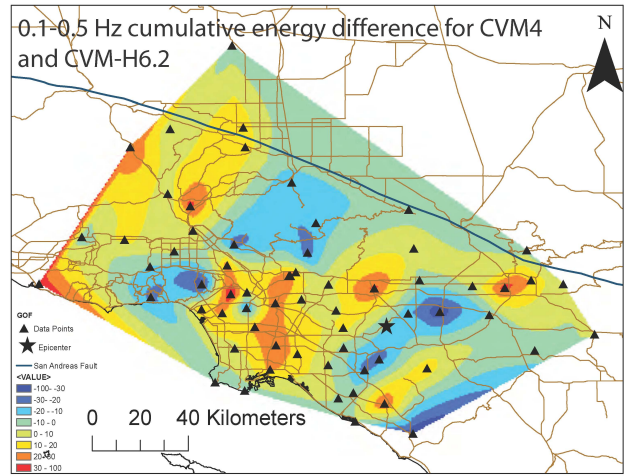 0.1-0.5 Hz cumulative energy difference for CVM4
and CVM-H6.2
N
GOF
Data Points
Epicenter
San Andreas Fault
<VALUE>
-100- -30
-30- -20
-20 - -10
-10 - 0
0 - 10
10 - 20
20- 30
30 - 100
0 20 40 Kilometers